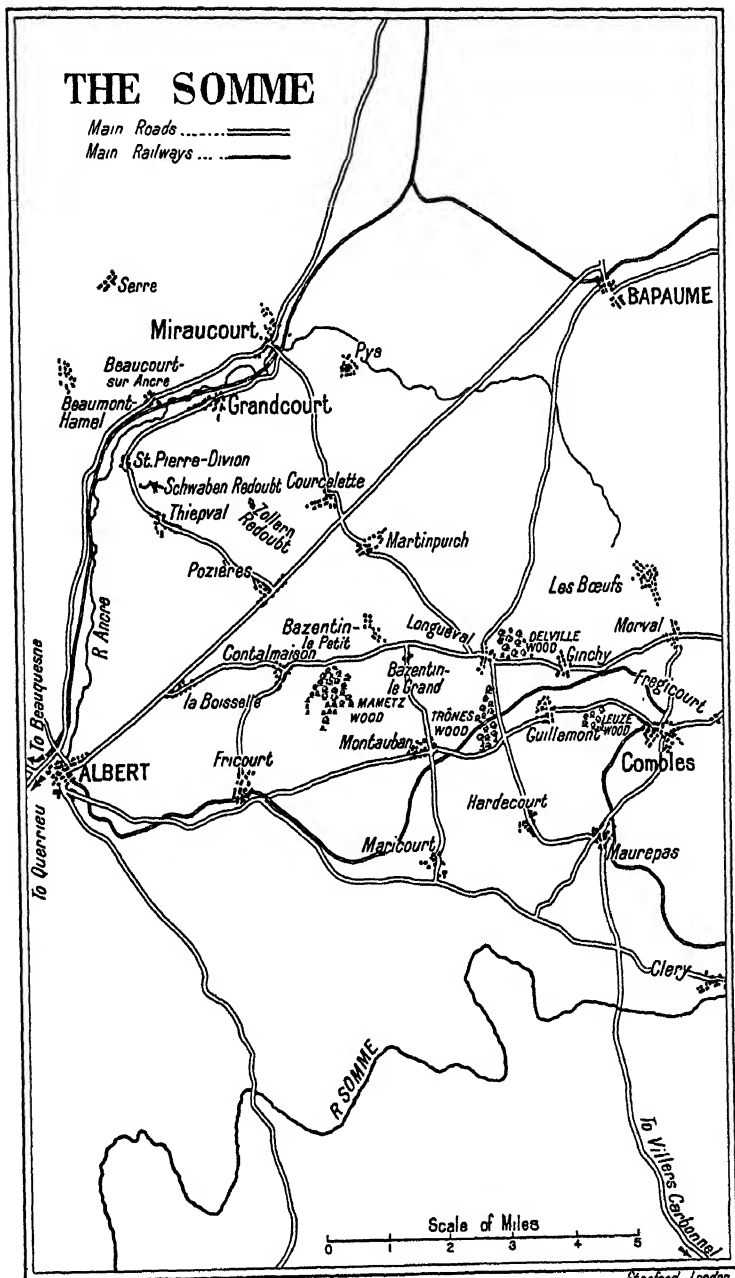 THE SOMME
Main Roads
Main Railways
Serre
BAPAUME
Miraucourt
Pys
Beaucourt-
sur Ancre
Beaumont-
Hamel
Grandcourt
St. Pierre-Divion
Schwaben Redoubt
Courcelette
Zollern
Redoubt
Thiepval
Martinpuich
Pozières
Les Bœufs
R Ancre
Bazentin-
le Petit
Longueval
DELVILLE
WOOD
Morval
Contalmaison
Ginchy
Bazentin-
le Grand
Fregicourt
la Boisselle
MAMETZ
WOOD
TRÔNES
WOOD
LEUZE
WOOD
Guillemont
Montauban
To Beauquesne
ALBERT
Fricourt
Combles
Hardecourt
To Querrieu
Maricourt
Maurepas
Clery
R SOMME
To Villers Carbonnel
Scale of Miles
0 1 2 3 4 5
Stanford, London